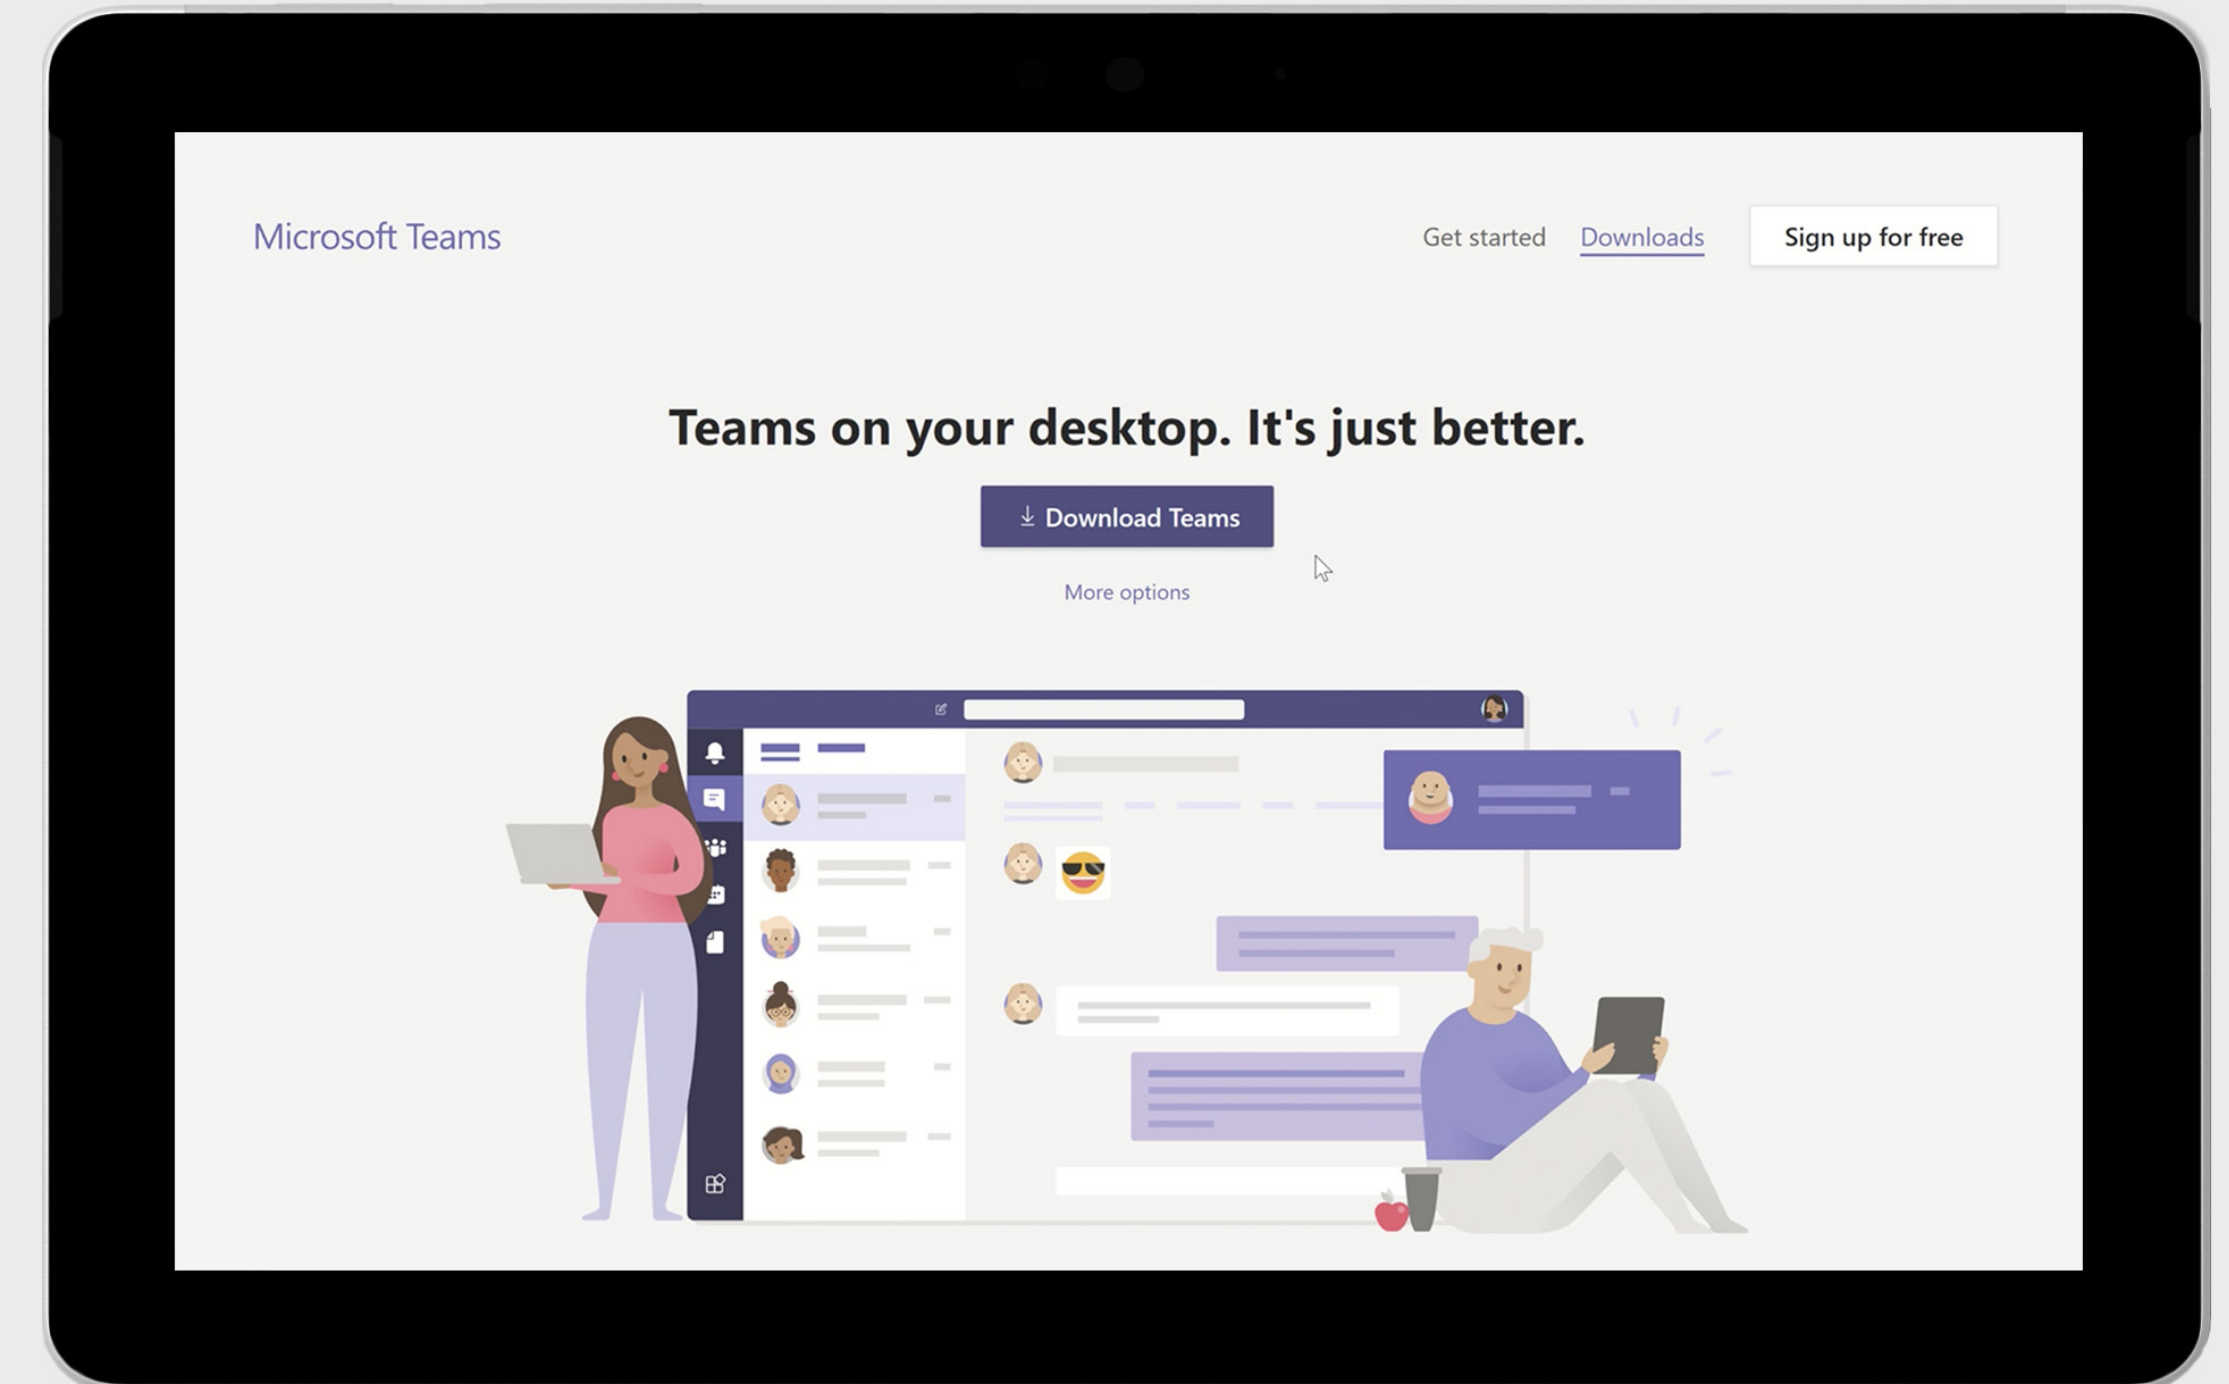 Microsoft Teams
Get started
Downloads
Sign up for free
Teams on your desktop. It's just better.
Download Teams
More options